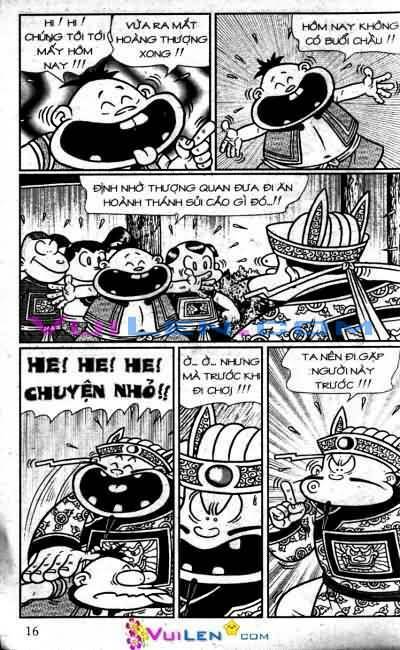 HI! HI!
CHÚNG TÔI TỚI
MẤY HÔM
NAY!!!
VỪA RA MẮT
HOÀNG THƯỢNG
XONG!!
HÔM NAY KHÔNG
CÓ BUỔI CHẦU!!
ĐỊNH NHỜ THƯỢNG QUAN ĐƯA ĐI ĂN
HOÀNH THÁNH SỦI CẢO GÌ ĐÓ...!!
VUILEN.COM
HE! HE! HE!
CHUYỆN NHỎ!!
Ờ... Ờ... NHƯNG
MÀ TRƯỚC KHI
ĐI CHƠI!!!
TA NÊN ĐI GẶP
NGƯỜI NÀY
TRƯỚC!!!
16
VUILEN.COM